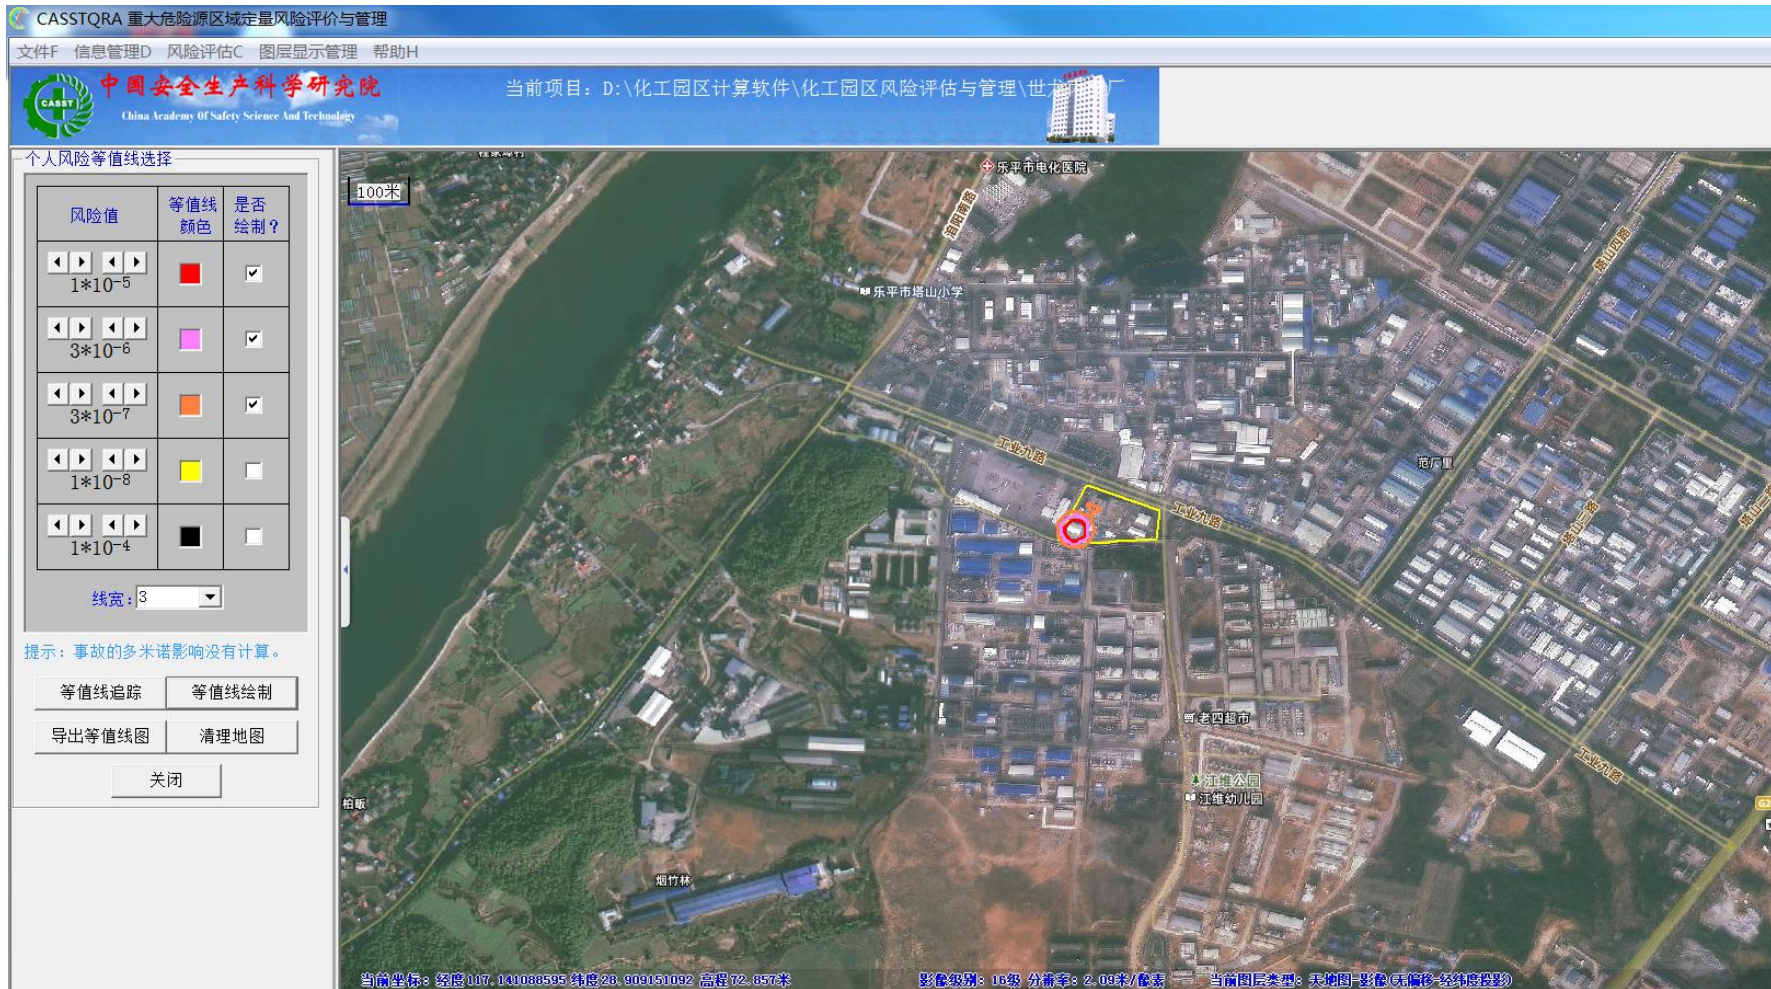 CASSTQRA 重大危险源区域定量风险评价与管理
文件F 信息管理D 风险评估C 图层显示管理 帮助H
CASST
中国安全生产科学研究院
China Academy Of Safety Science And Technology
当前项目：D:\化工园区计算软件\化工园区风险评估与管理\世龙
个人风险等值线选择
风险值 等值线颜色 是否绘制？
1*10-5
3*10-6
3*10-7
1*10-8
1*10-4
线宽：3
提示：事故的多米诺影响没有计算。
等值线追踪 等值线绘制
导出等值线图 清理地图
关闭
100米
乐平市电化医院
洎阳南路
塔山四路
乐平市塔山小学
工业九路
范厂里
工业九路
塔山二路
老四超市
江维公园
江维幼儿园
工业九路
柏畈
烟竹林
当前坐标：经度117.141088595 纬度28.909151092 高程72.857米
影像级别：16级 分辨率：2.09米/像素
当前图层类型：天地图-影像(无偏移-经纬度投影)